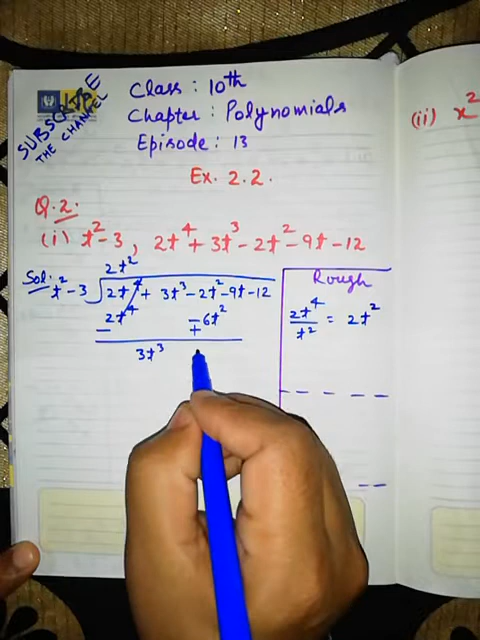 SUBSCRIBE
THE CHANNEL
Class : 10th
Chapter : Polynomials
Episode : 13
Ex. 2.2.
Q.2.
(i) t² - 3, 2t⁴ + 3t³ - 2t² - 9t - 12
(ii) x²
2t²
Sol: t² - 3 ) 2t⁴ + 3t³ - 2t² - 9t - 12
2t⁴ - 6t²
- +
3t³
Rough
2t⁴/t² = 2t²